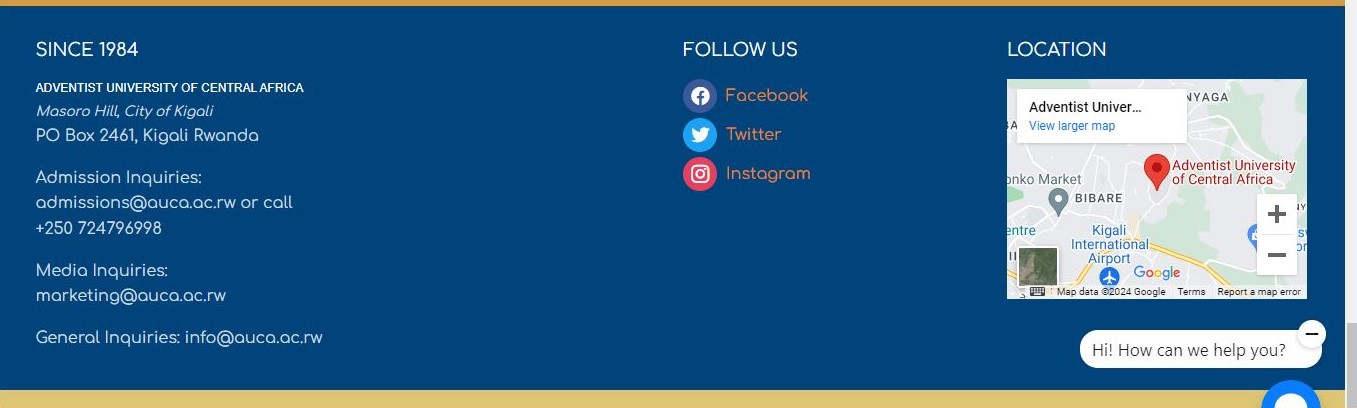 SINCE 1984
ADVENTIST UNIVERSITY OF CENTRAL AFRICA
Masoro Hill, City of Kigali
PO Box 2461, Kigali Rwanda
Admission Inquiries:
admissions@auca.ac.rw or call
+250 724796998
Media Inquiries:
marketing@auca.ac.rw
General Inquiries: info@auca.ac.rw
FOLLOW US
Facebook
Twitter
Instagram
LOCATION
Adventist Univer...
View larger map
NYAGA
Adventist University
of Central Africa
onko Market
BIBARE
entre
Kigali
International
Airport
Google
Map data ©2024 Google
Terms
Report a map error
Hi! How can we help you?